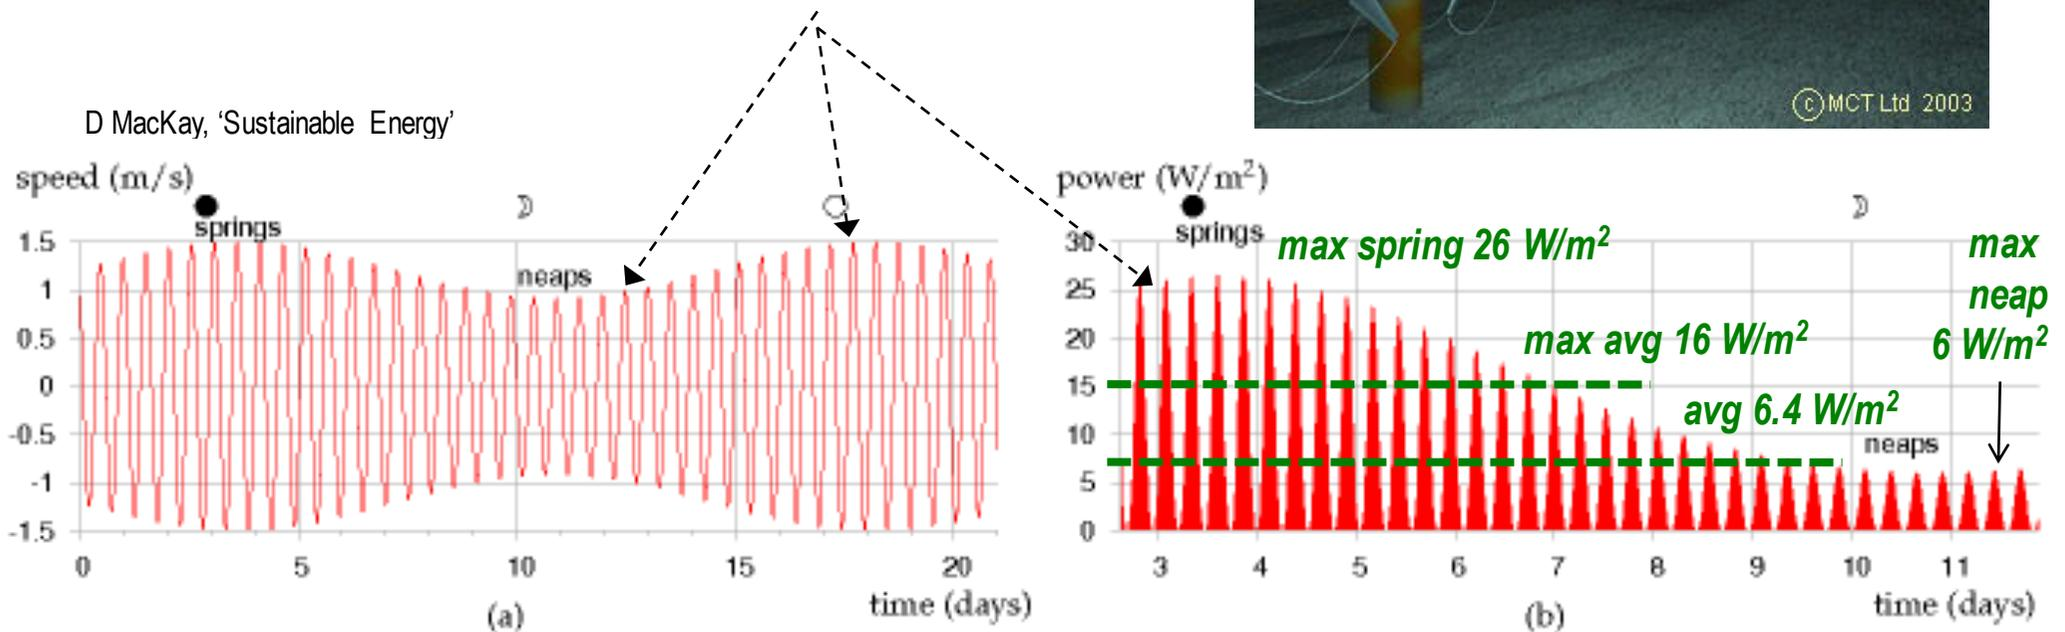 © MCT Ltd 2003
D MacKay, ‘Sustainable Energy’
speed (m/s)
springs
neaps
1.5
1
0.5
0
-0.5
-1
-1.5
0 5 10 15 20
time (days)
(a)
power (W/m²)
springs
max spring 26 W/m²
max
neap
6 W/m²
max avg 16 W/m²
avg 6.4 W/m²
neaps
30
25
20
15
10
5
0
3 4 5 6 7 8 9 10 11
time (days)
(b)